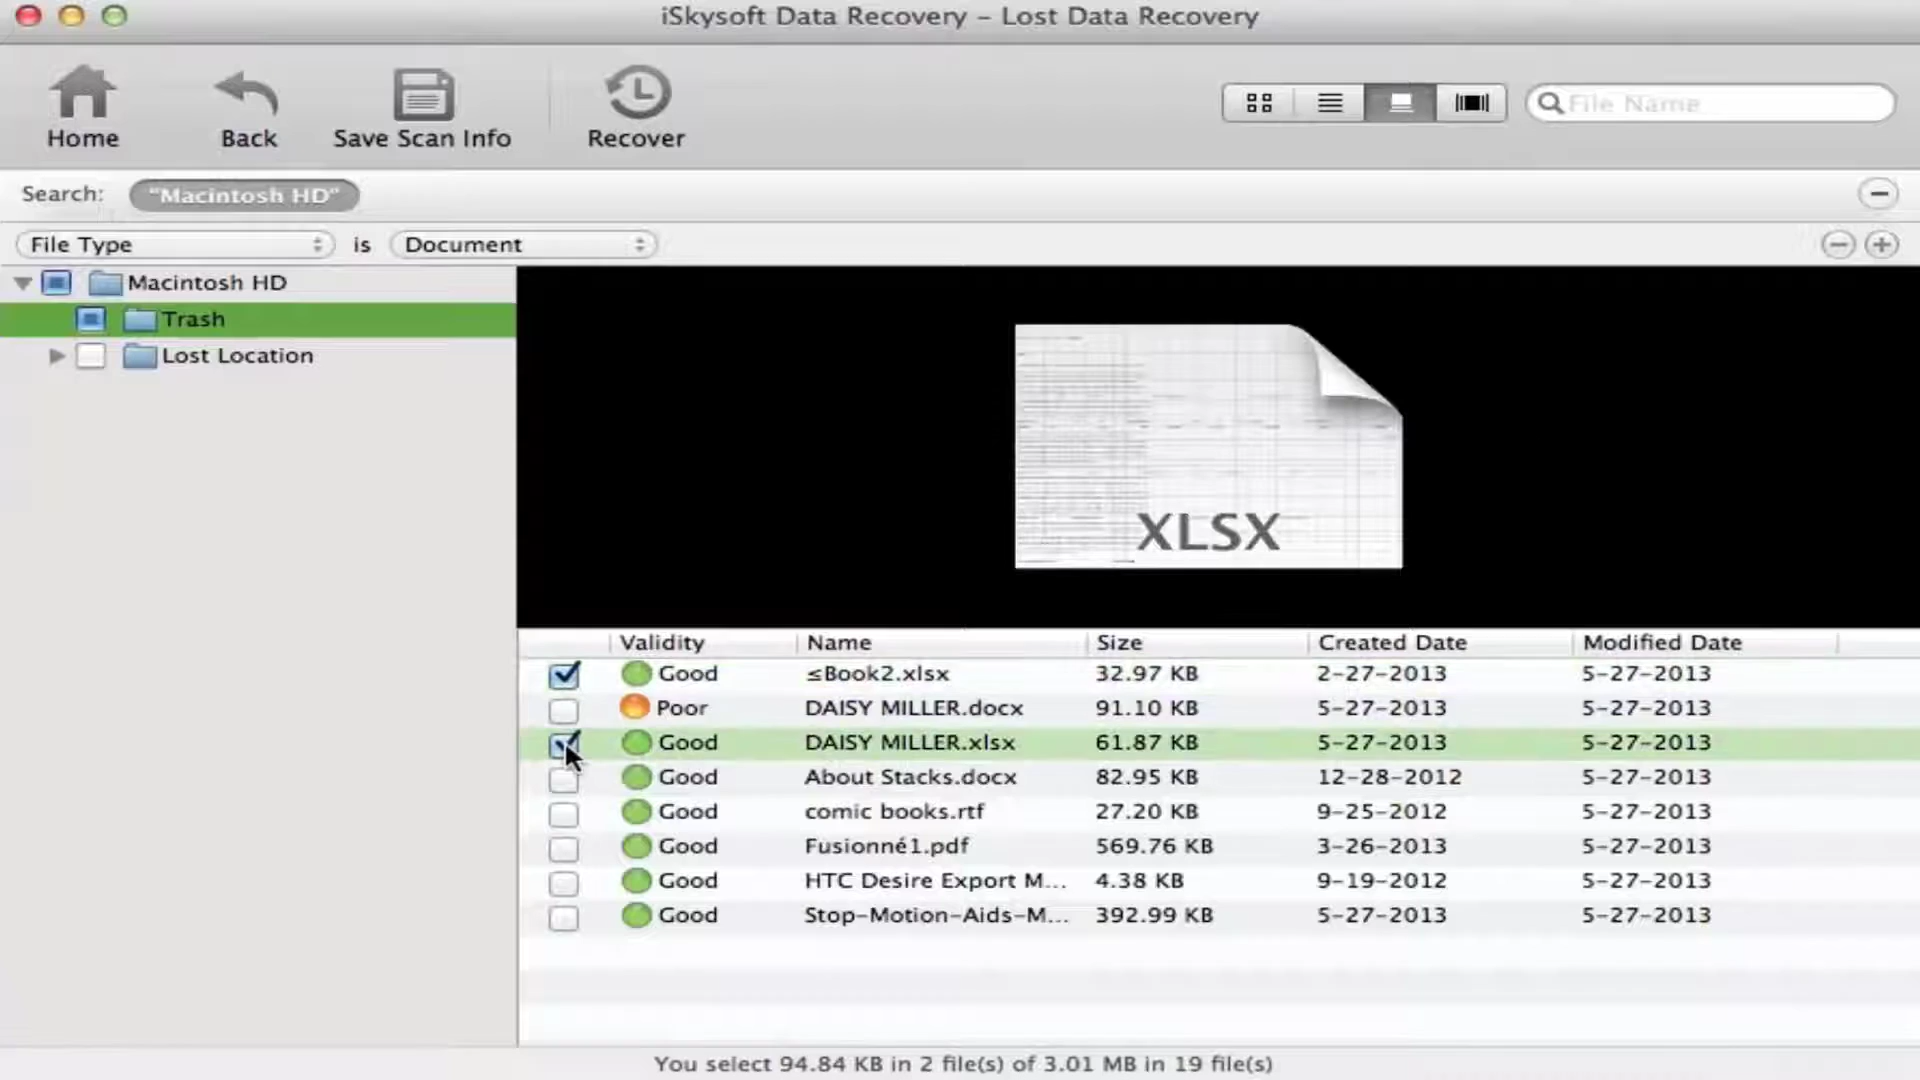 iSkysoft Data Recovery – Lost Data Recovery
Home Back Save Scan Info Recover File Name
Search: "Macintosh HD"
File Type is Document
Macintosh HD
Trash
Lost Location
XLSX
Validity Name Size Created Date Modified Date
Good ≤Book2.xlsx 32.97 KB 2-27-2013 5-27-2013
Poor DAISY MILLER.docx 91.10 KB 5-27-2013 5-27-2013
Good DAISY MILLER.xlsx 61.87 KB 5-27-2013 5-27-2013
Good About Stacks.docx 82.95 KB 12-28-2012 5-27-2013
Good comic books.rtf 27.20 KB 9-25-2012 5-27-2013
Good Fusionné1.pdf 569.76 KB 3-26-2013 5-27-2013
Good HTC Desire Export M... 4.38 KB 9-19-2012 5-27-2013
Good Stop-Motion-Aids-M... 392.99 KB 5-27-2013 5-27-2013
You select 94.84 KB in 2 file(s) of 3.01 MB in 19 file(s)